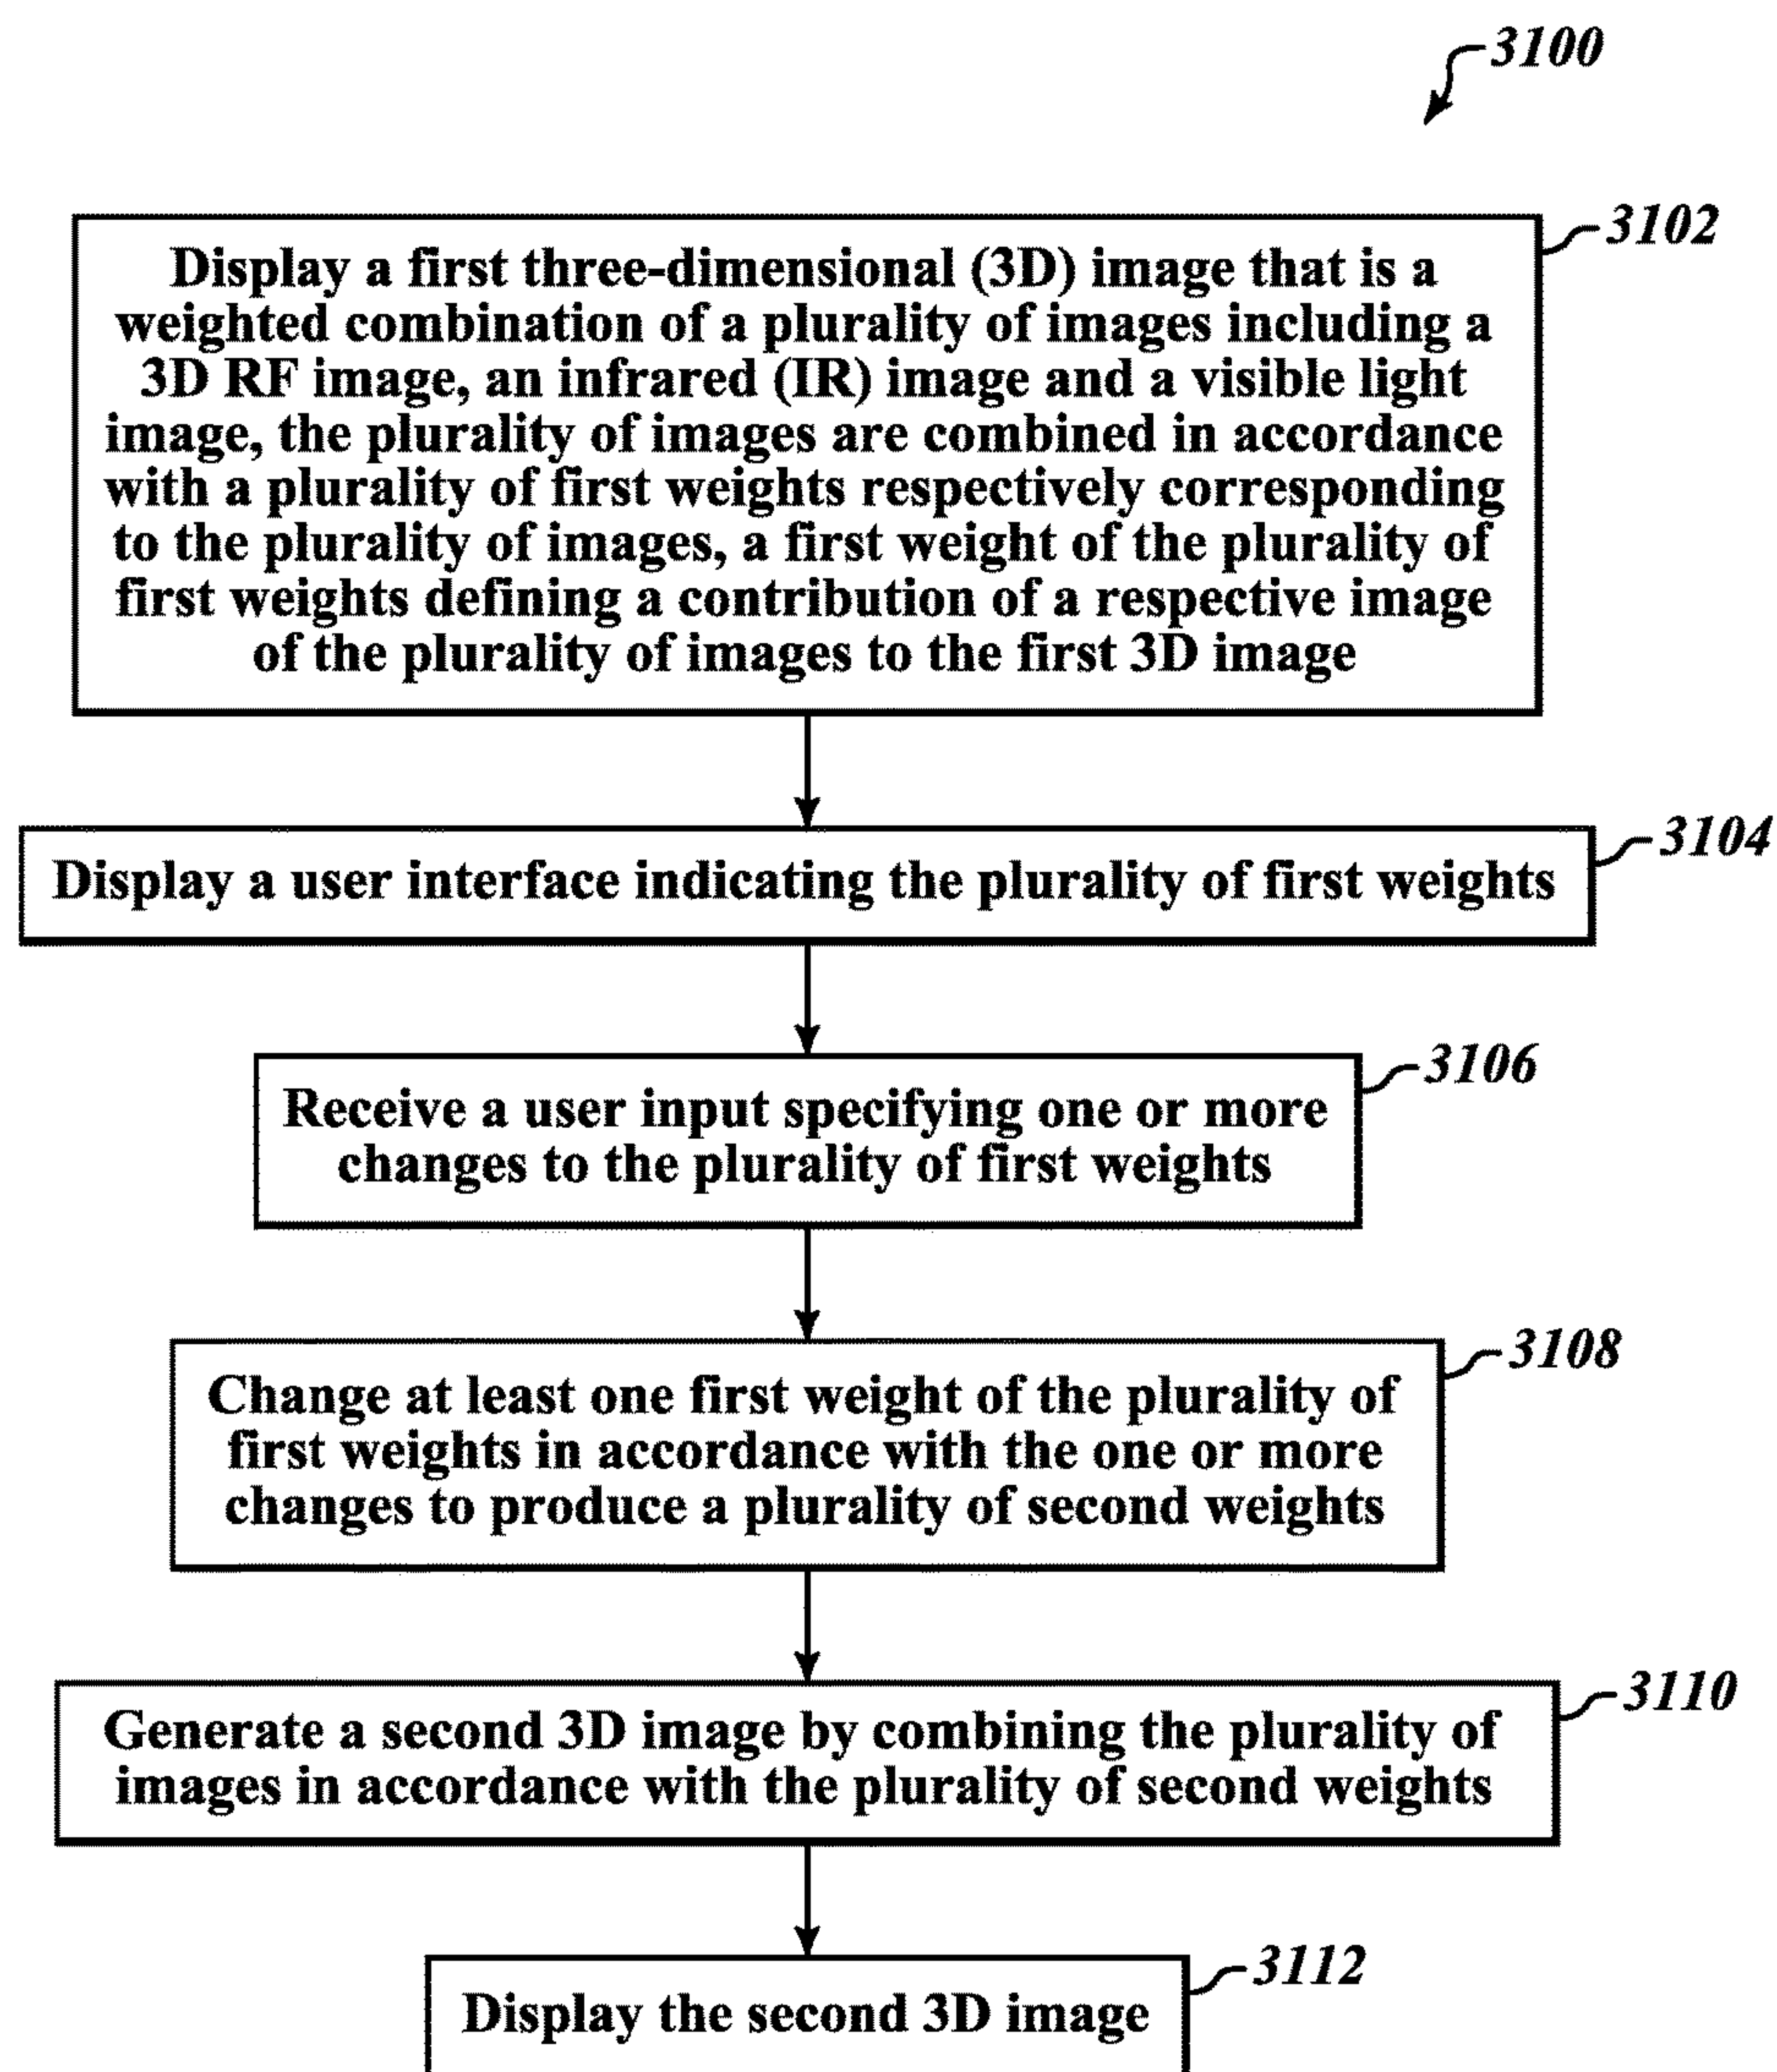 3100
3102
Display a first three-dimensional (3D) image that is a
weighted combination of a plurality of images including a
3D RF image, an infrared (IR) image and a visible light
image, the plurality of images are combined in accordance
with a plurality of first weights respectively corresponding
to the plurality of images, a first weight of the plurality of
first weights defining a contribution of a respective image
of the plurality of images to the first 3D image
3104
Display a user interface indicating the plurality of first weights
3106
Receive a user input specifying one or more
changes to the plurality of first weights
3108
Change at least one first weight of the plurality of
first weights in accordance with the one or more
changes to produce a plurality of second weights
3110
Generate a second 3D image by combining the plurality of
images in accordance with the plurality of second weights
3112
Display the second 3D image